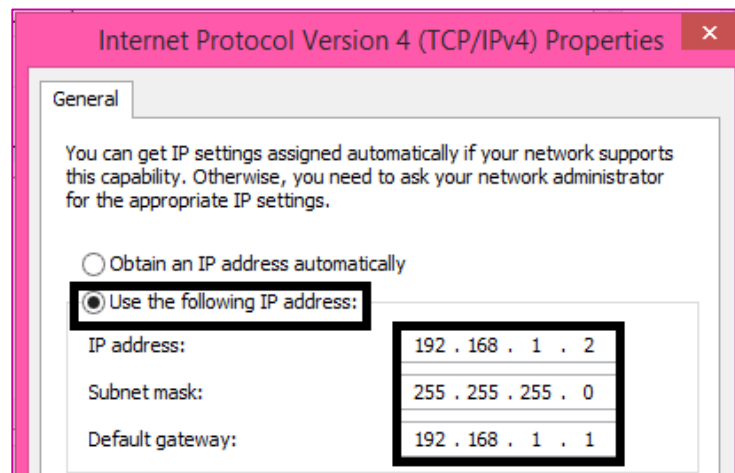 Internet Protocol Version 4 (TCP/IPv4) Properties
General
You can get IP settings assigned automatically if your network supports
this capability. Otherwise, you need to ask your network administrator
for the appropriate IP settings.
Obtain an IP address automatically
Use the following IP address:
IP address: 192 . 168 . 1 . 2
Subnet mask: 255 . 255 . 255 . 0
Default gateway: 192 . 168 . 1 . 1